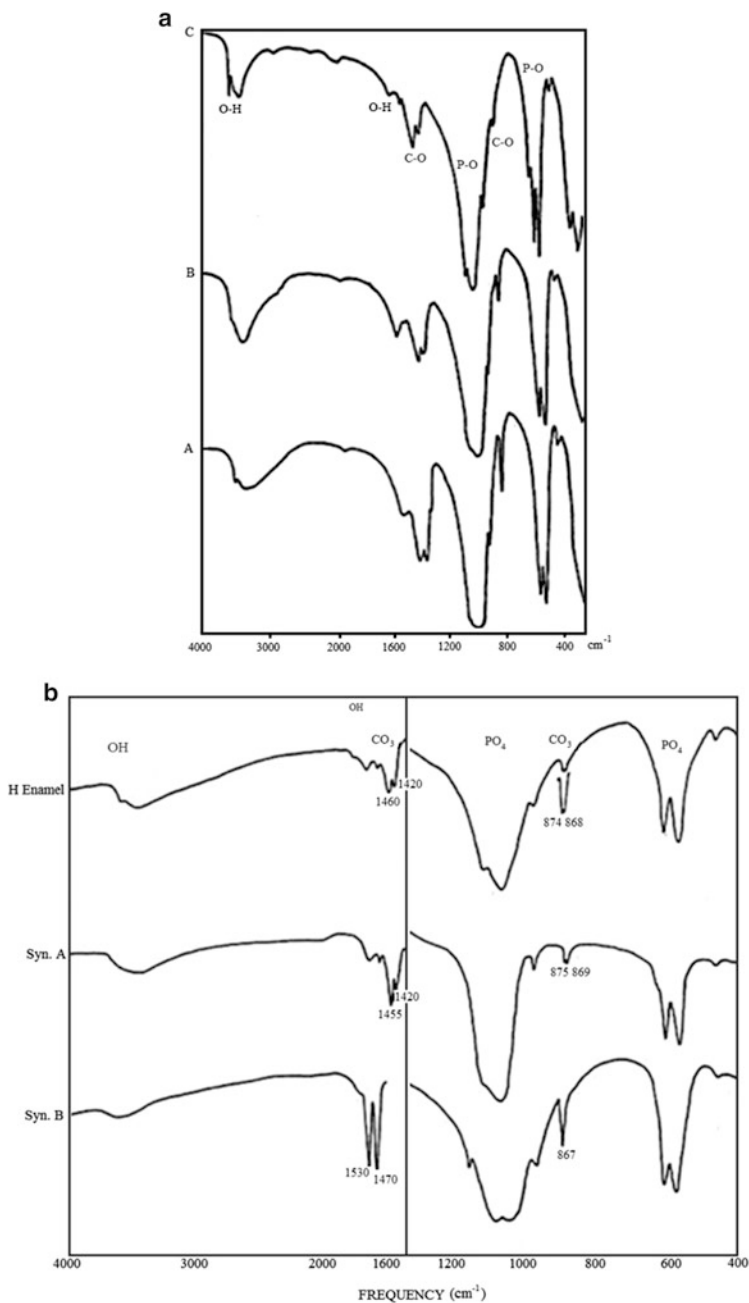 a
C
P-O
O-H
O-H
C-O
P-O
C-O
B
A
4000 3000 2000 1600 1200 800 400 cm-1
b
OH
OH
CO3
PO4
CO3
PO4
H Enamel
1420
1460
874 868
Syn. A
1420
1455
875 869
Syn. B
1530
1470
867
4000 3000 2000 1600 1200 1000 800 600 400
FREQUENCY (cm-1)